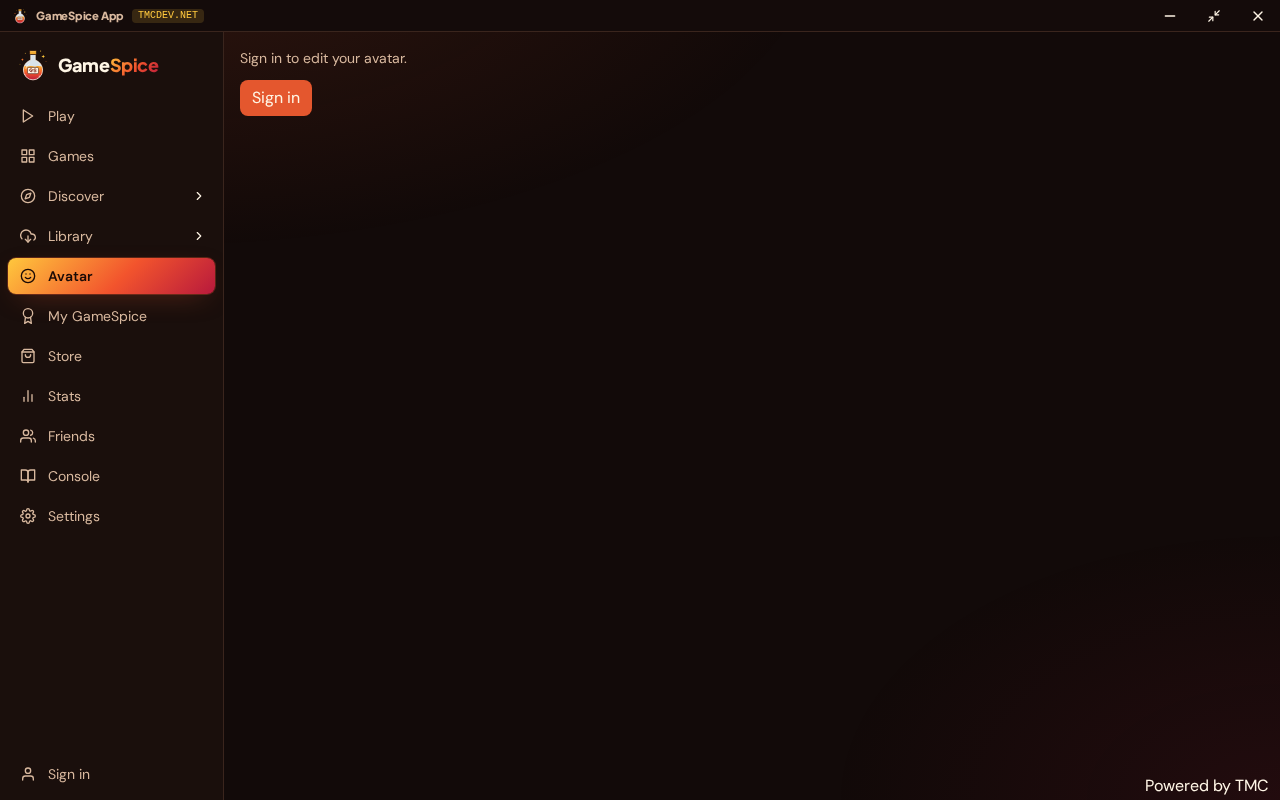 GameSpice App TMCDEV.NET
GameSpice
Play
Games
Discover
Library
Avatar
My GameSpice
Store
Stats
Friends
Console
Settings
Sign in
Sign in to edit your avatar.
Sign in
Powered by TMC